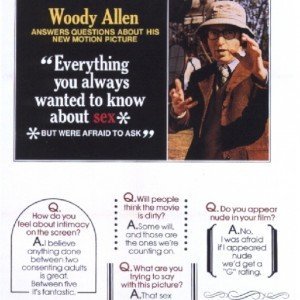 Woody Allen
ANSWERS QUESTIONS ABOUT HIS
NEW MOTION PICTURE
"Everything
you always
wanted to know
about sex*
*BUT WERE AFRAID TO ASK"
Q.
How do you
feel about intimacy
on the screen?
A. I believe
anything done
between two
consenting adults
is great.
Between five
it's fantastic.
Q. Will people
think the movie
is dirty?
A. Some will,
and those are
the ones we're
counting on.
Q. What are you
trying to say
with this picture?
A. That sex
Q. Do you appear
nude in your film?
A. No.
I was afraid
if I appeared
nude
we'd get a
"G" rating.